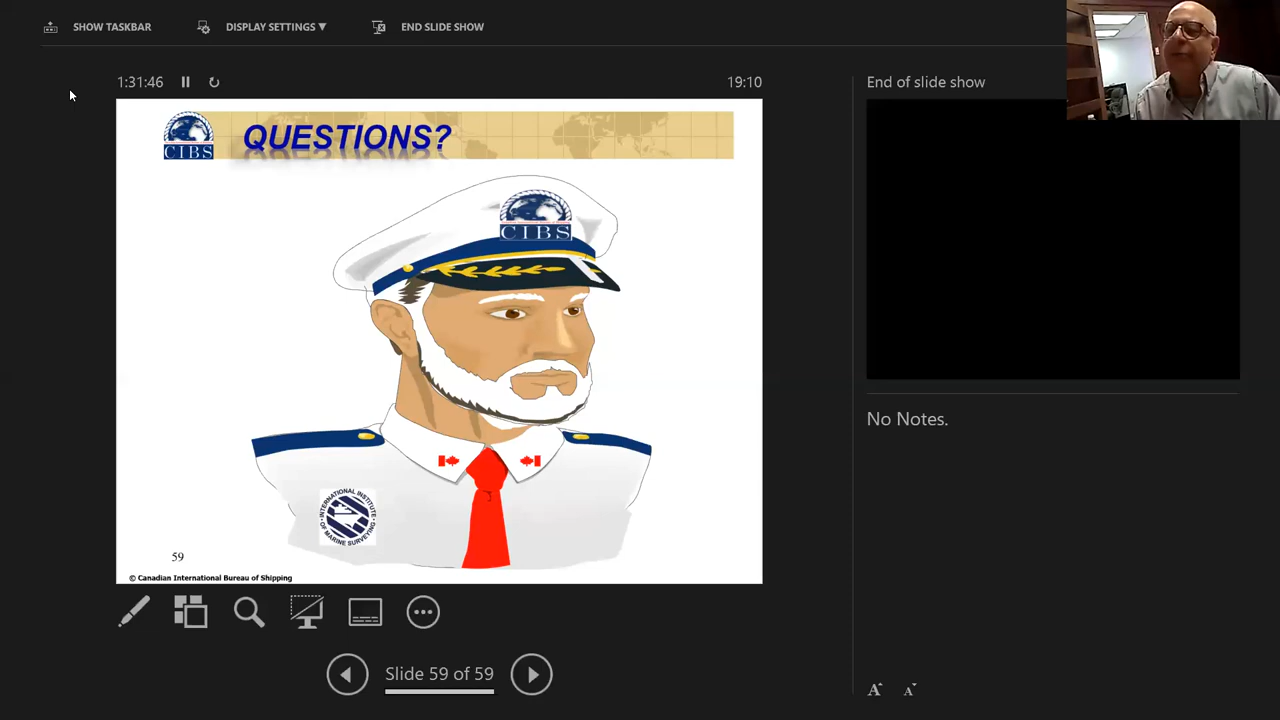 SHOW TASKBAR
DISPLAY SETTINGS ▼
END SLIDE SHOW
1:31:46
19:10
End of slide show
CIBS
QUESTIONS?
CIBS
INTERNATIONAL INSTITUTE
OF MARINE SURVEYING
59
© Canadian International Bureau of Shipping
No Notes.
Slide 59 of 59
A A